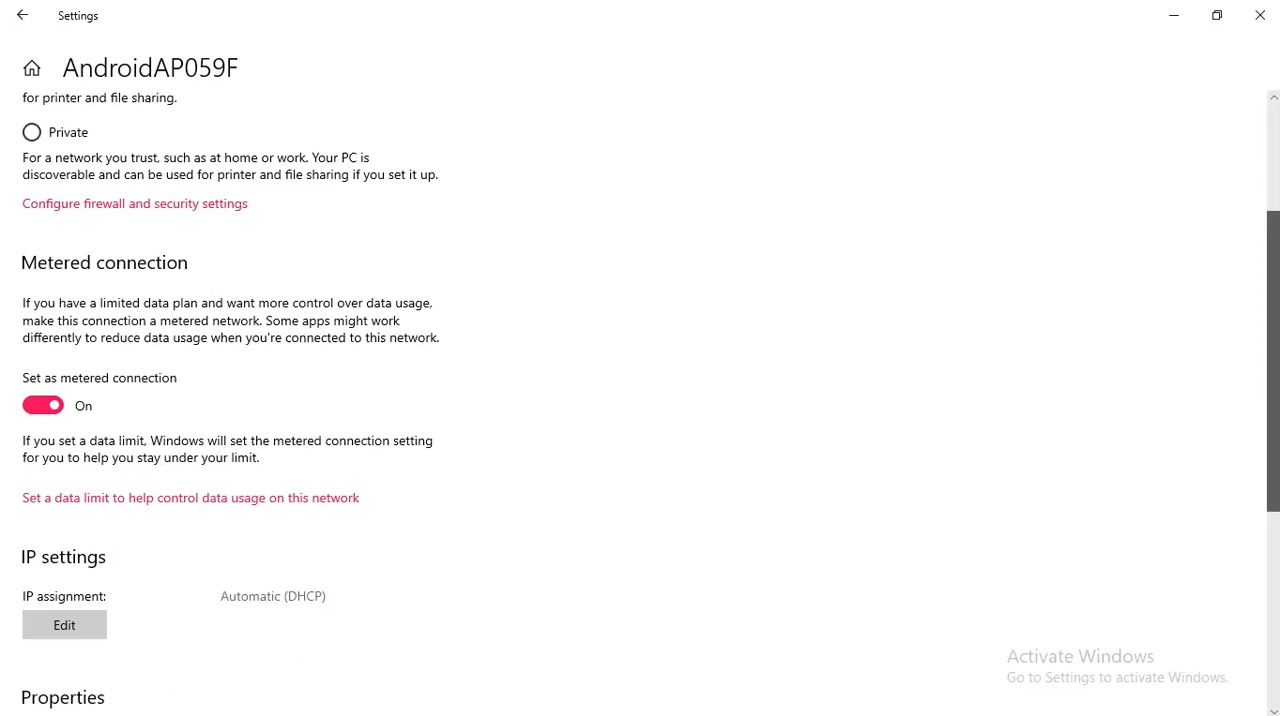 Settings
AndroidAP059F
for printer and file sharing.
Private
For a network you trust, such as at home or work. Your PC is
discoverable and can be used for printer and file sharing if you set it up.
Configure firewall and security settings
Metered connection
If you have a limited data plan and want more control over data usage,
make this connection a metered network. Some apps might work
differently to reduce data usage when you're connected to this network.
Set as metered connection
On
If you set a data limit, Windows will set the metered connection setting
for you to help you stay under your limit.
Set a data limit to help control data usage on this network
IP settings
IP assignment: Automatic (DHCP)
Edit
Activate Windows
Go to Settings to activate Windows.
Properties